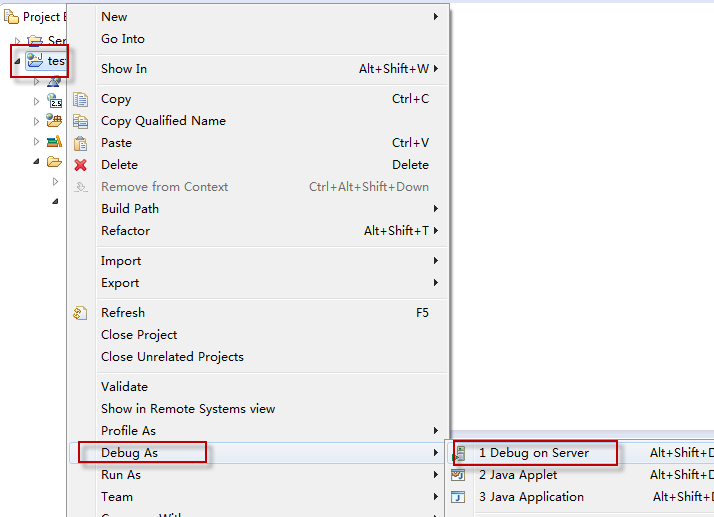 Project E
Ser
test
2.5
New
Go Into
Show In Alt+Shift+W
Copy Ctrl+C
Copy Qualified Name
Paste Ctrl+V
Delete Delete
Remove from Context Ctrl+Alt+Shift+Down
Build Path
Refactor Alt+Shift+T
Import
Export
Refresh F5
Close Project
Close Unrelated Projects
Validate
Show in Remote Systems view
Profile As
Debug As
Run As
Team
1 Debug on Server Alt+Shift+D
2 Java Applet Alt+Shift+D
3 Java Application Alt+Shift+